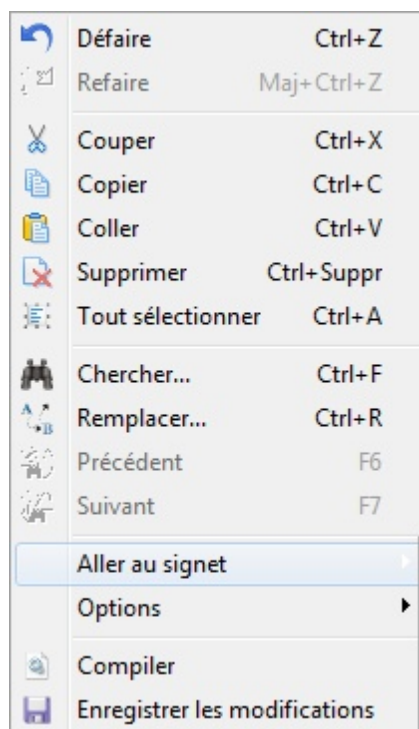 Défaire Ctrl+Z
Refaire Maj+Ctrl+Z
Couper Ctrl+X
Copier Ctrl+C
Coller Ctrl+V
Supprimer Ctrl+Suppr
Tout sélectionner Ctrl+A
Chercher... Ctrl+F
Remplacer... Ctrl+R
Précédent F6
Suivant F7
Aller au signet
Options
Compiler
Enregistrer les modifications